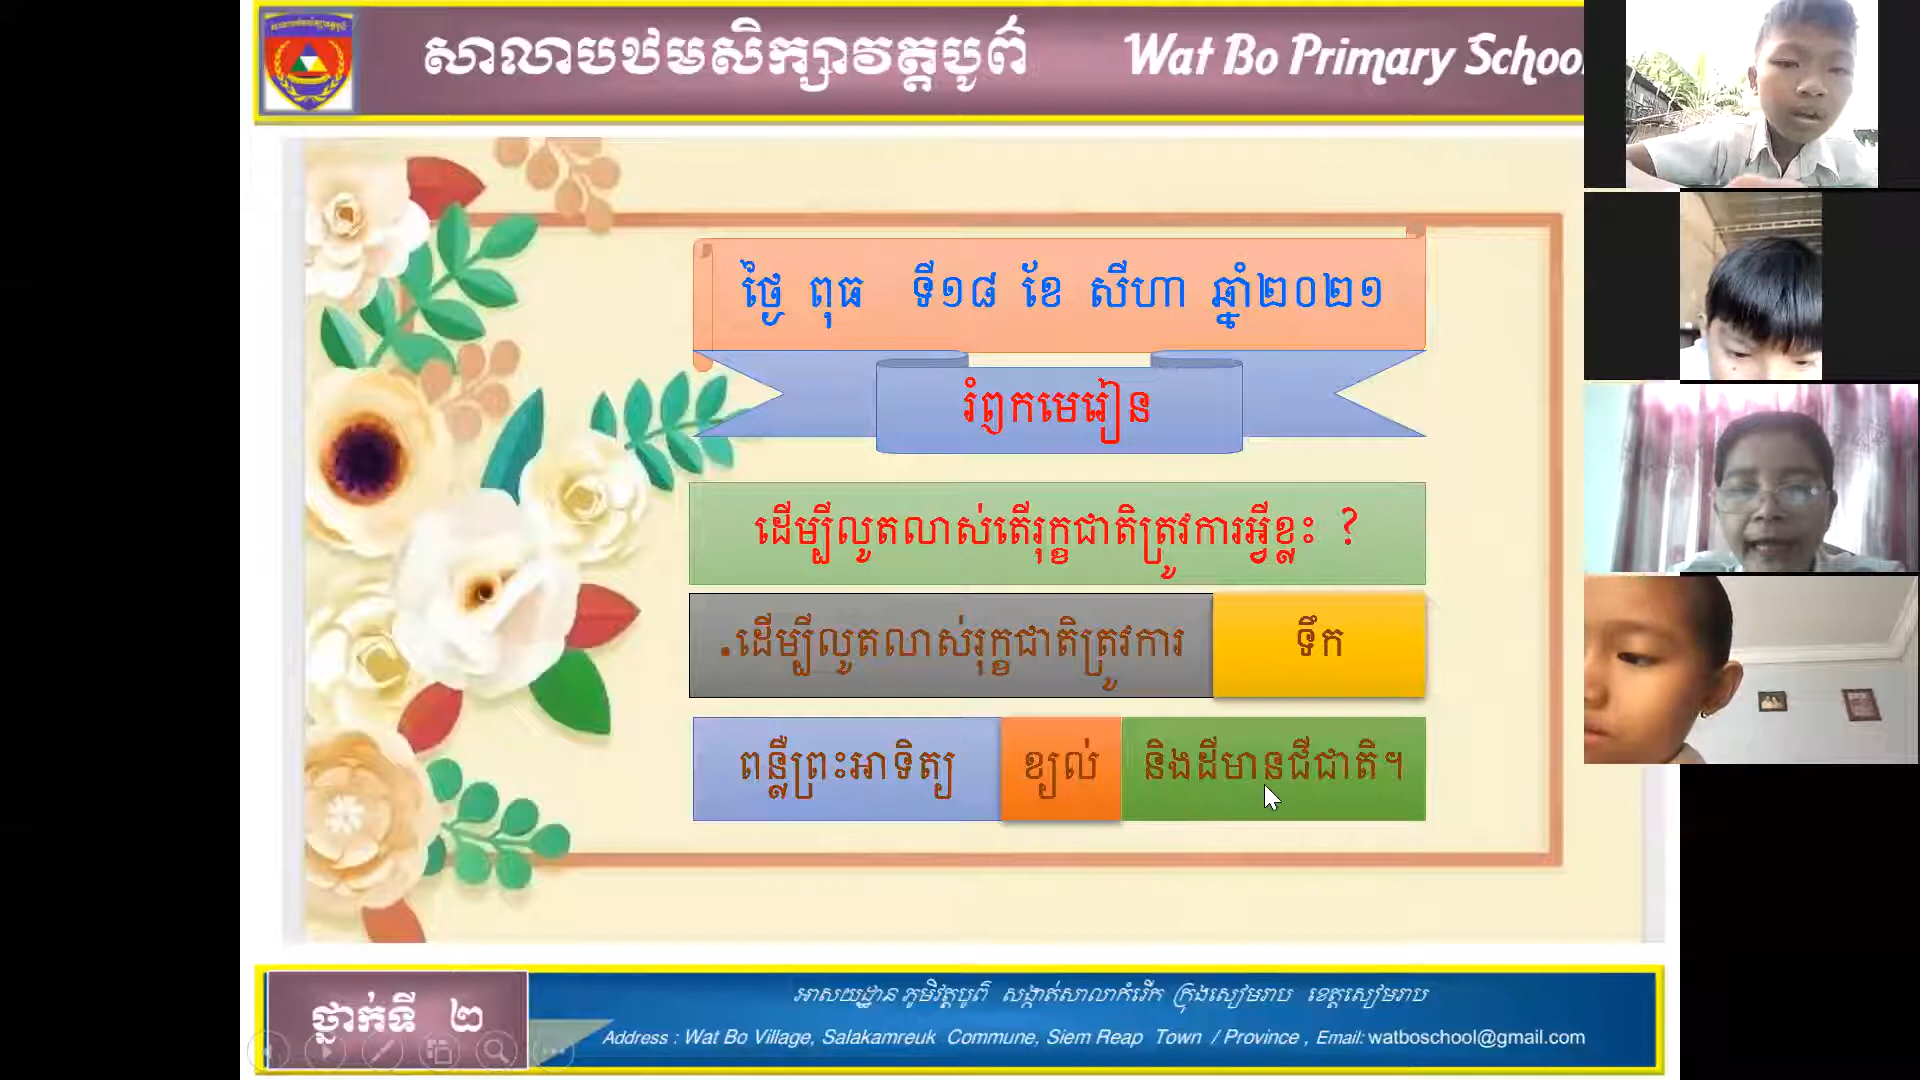 សាលាបឋមសិក្សាវត្តបូព៌ Wat Bo Primary School
ថ្ងៃ ពុធ ទី១៨ ខែ សីហា ឆ្នាំ២០២១
រំឭកមេរៀន
ដើម្បីលូតលាស់តើរុក្ខជាតិត្រូវការអ្វីខ្លះ ?
.ដើម្បីលូតលាស់រុក្ខជាតិត្រូវការ ទឹក
ពន្លឺព្រះអាទិត្យ ខ្យល់ និងដីមានជីជាតិ។
ថ្នាក់ទី ២
អាសយដ្ឋាន ភូមិវត្តបូព៌ សង្កាត់សាលាកំរើក ក្រុងសៀមរាប ខេត្តសៀមរាប
Address : Wat Bo Village, Salakamreuk Commune, Siem Reap Town / Province , Email: watboschool@gmail.com